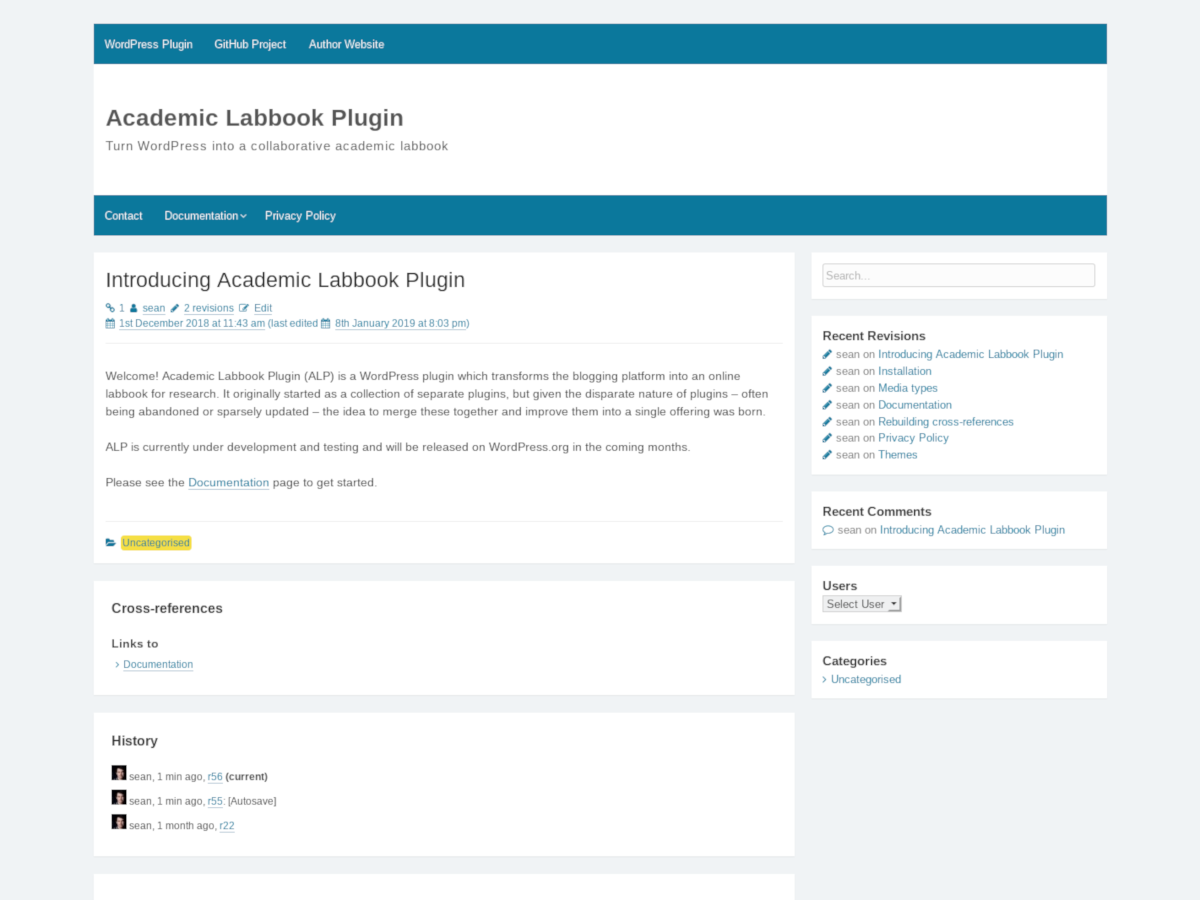 WordPress Plugin GitHub Project Author Website
Academic Labbook Plugin
Turn WordPress into a collaborative academic labbook
Contact Documentation Privacy Policy
Introducing Academic Labbook Plugin
1 sean 2 revisions Edit
1st December 2018 at 11:43 am (last edited 8th January 2019 at 8:03 pm)
Welcome! Academic Labbook Plugin (ALP) is a WordPress plugin which transforms the blogging platform into an online
labbook for research. It originally started as a collection of separate plugins, but given the disparate nature of plugins – often
being abandoned or sparsely updated – the idea to merge these together and improve them into a single offering was born.
ALP is currently under development and testing and will be released on WordPress.org in the coming months.
Please see the Documentation page to get started.
Uncategorised
Cross-references
Links to
Documentation
History
sean, 1 min ago, r56 (current)
sean, 1 min ago, r55: [Autosave]
sean, 1 month ago, r22
Search...
Recent Revisions
sean on Introducing Academic Labbook Plugin
sean on Installation
sean on Media types
sean on Documentation
sean on Rebuilding cross-references
sean on Privacy Policy
sean on Themes
Recent Comments
sean on Introducing Academic Labbook Plugin
Users
Select User
Categories
Uncategorised